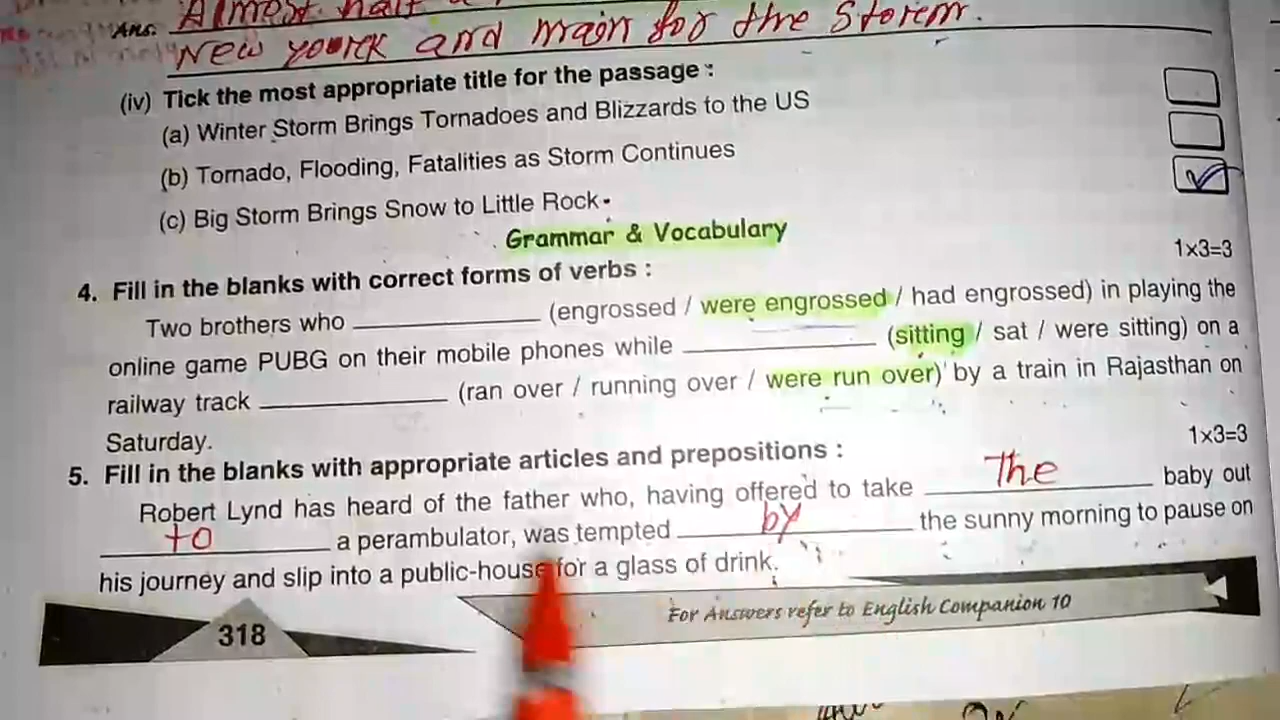 Ans. Almost half a
New yourk and main for the Storem.
(iv) Tick the most appropriate title for the passage :
(a) Winter Storm Brings Tornadoes and Blizzards to the US
(b) Tornado, Flooding, Fatalities as Storm Continues
(c) Big Storm Brings Snow to Little Rock
Grammar & Vocabulary
4. Fill in the blanks with correct forms of verbs : 1x3=3
Two brothers who ____________ (engrossed / were engrossed / had engrossed) in playing the
online game PUBG on their mobile phones while ____________ (sitting / sat / were sitting) on a
railway track ____________ (ran over / running over / were run over) by a train in Rajasthan on
Saturday.
5. Fill in the blanks with appropriate articles and prepositions : 1x3=3
Robert Lynd has heard of the father who, having offered to take The baby out
to a perambulator, was tempted by the sunny morning to pause on
his journey and slip into a public-house for a glass of drink.
318
For Answers refer to English Companion 10